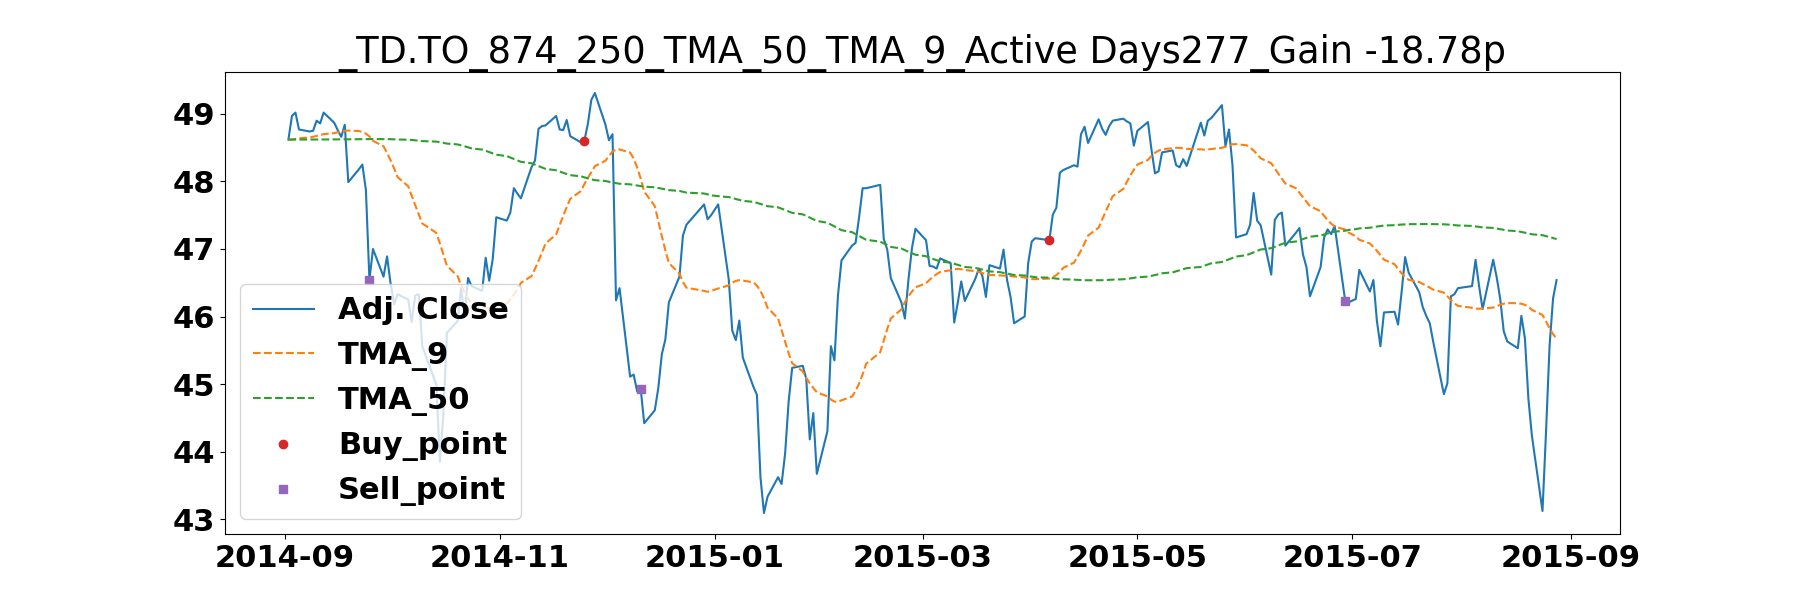 _TD.TO_874_250_TMA_50_TMA_9_Active Days277_Gain -18.78p
49
48
47
46
45
44
43
Adj. Close
TMA_9
TMA_50
Buy_point
Sell_point
2014-09 2014-11 2015-01 2015-03 2015-05 2015-07 2015-09